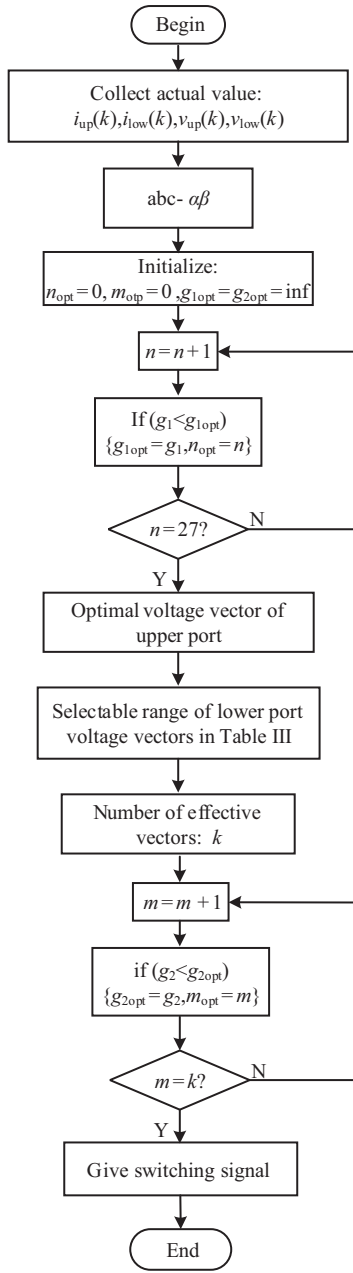 Begin
Collect actual value:
i_up(k),i_low(k),v_up(k),v_low(k)
abc- αβ
Initialize:
n_opt=0, m_otp=0 ,g_1opt=g_2opt=inf
n=n+1
If (g_1<g_1opt)
{g_1opt=g_1,n_opt=n}
n=27?
N
Y
Optimal voltage vector of
upper port
Selectable range of lower port
voltage vectors in Table III
Number of effective
vectors: k
m=m +1
if (g_2<g_2opt)
{g_2opt=g_2,m_opt=m}
m=k?
N
Y
Give switching signal
End